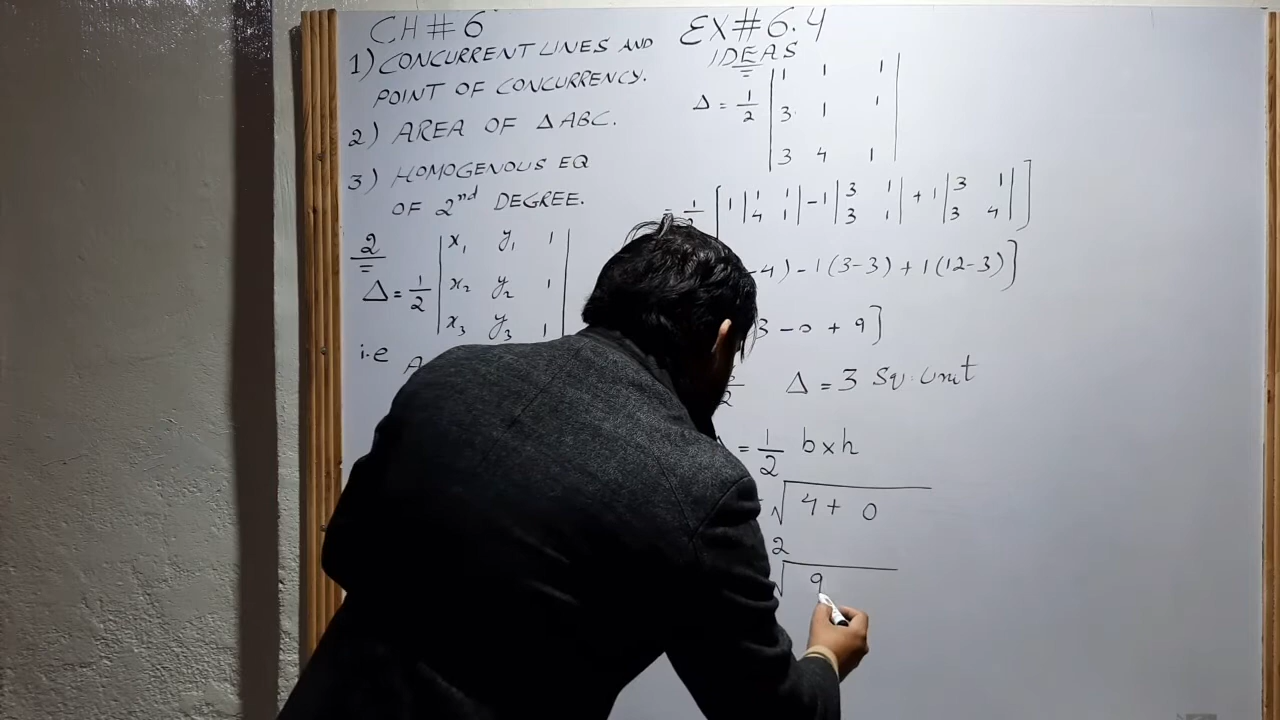 CH # 6
1) CONCURRENT LINES AND
POINT OF CONCURRENCY.
2) AREA OF Δ ABC.
3) HOMOGENOUS EQ
OF 2nd DEGREE.
2
Δ = 1/2 | x₁ y₁ 1 |
| x₂ y₂ 1 |
| x₃ y₃ 1 |
i.e A
EX # 6.4
IDEAS
Δ = 1/2 | 1 1 1 |
| 3 1 1 |
| 3 4 1 |
= 1/2 [ 1 | 1 1 | - 1 | 3 1 | + 1 | 3 1 | ]
| 4 1 | | 3 1 | | 3 4 |
-4) - 1(3-3) + 1(12-3)]
3 - 0 + 9]
2 Δ = 3 Sq. unit
= 1/2 b×h
√4 + 0
2
√9